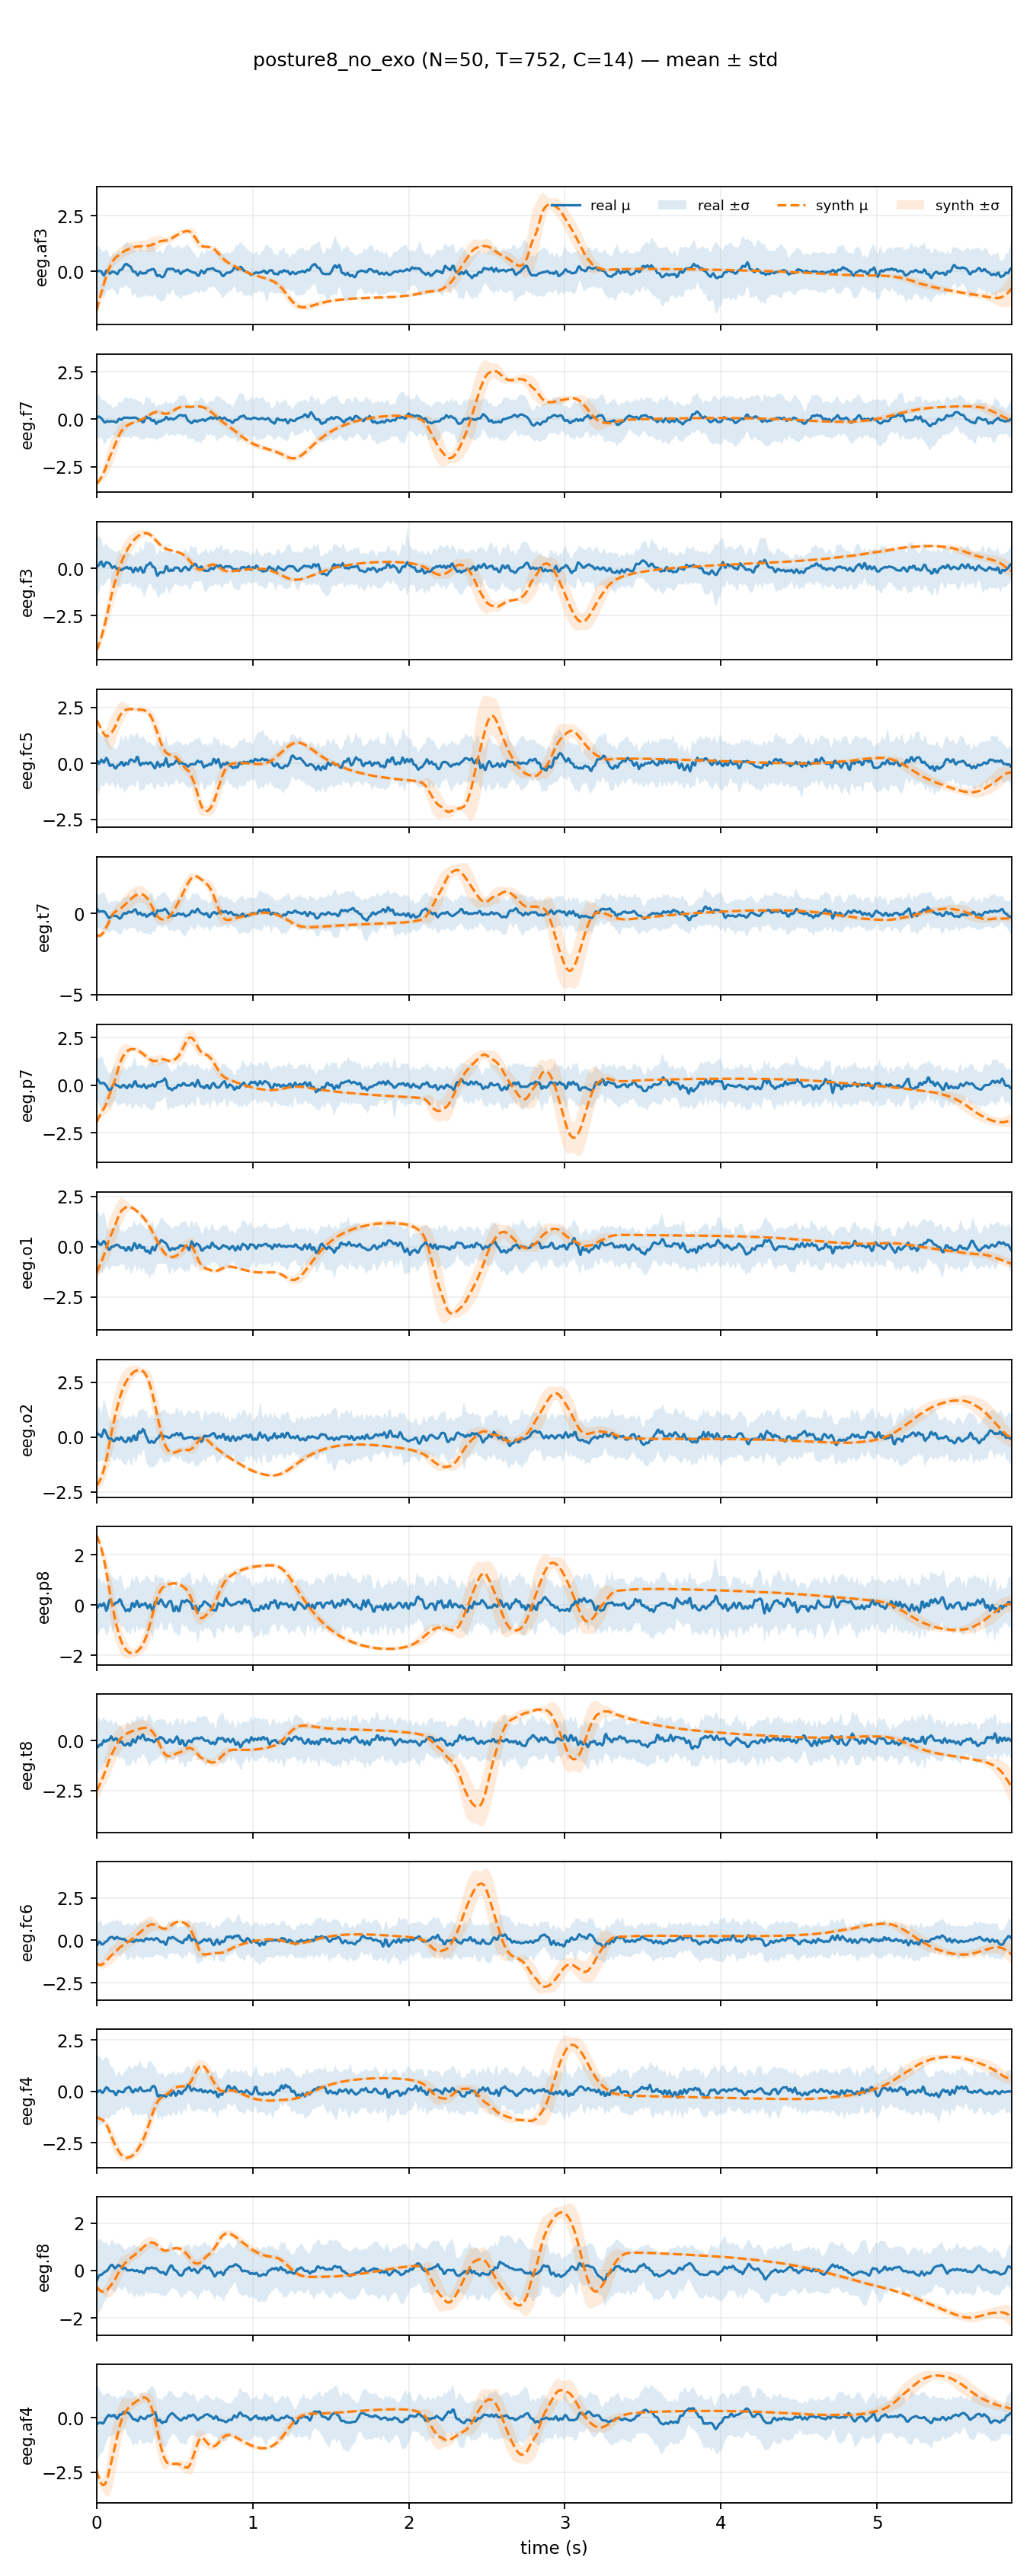 posture8_no_exo (N=50, T=752, C=14) — mean ± std
real μ real ±σ synth μ synth ±σ
eeg.af3
2.5
0.0
eeg.f7
2.5
0.0
−2.5
eeg.f3
0.0
−2.5
eeg.fc5
2.5
0.0
−2.5
eeg.t7
0
−5
eeg.p7
2.5
0.0
−2.5
eeg.o1
2.5
0.0
−2.5
eeg.o2
2.5
0.0
−2.5
eeg.p8
2
0
−2
eeg.t8
0.0
−2.5
eeg.fc6
2.5
0.0
−2.5
eeg.f4
2.5
0.0
−2.5
eeg.f8
2
0
−2
eeg.af4
0.0
−2.5
0 1 2 3 4 5
time (s)